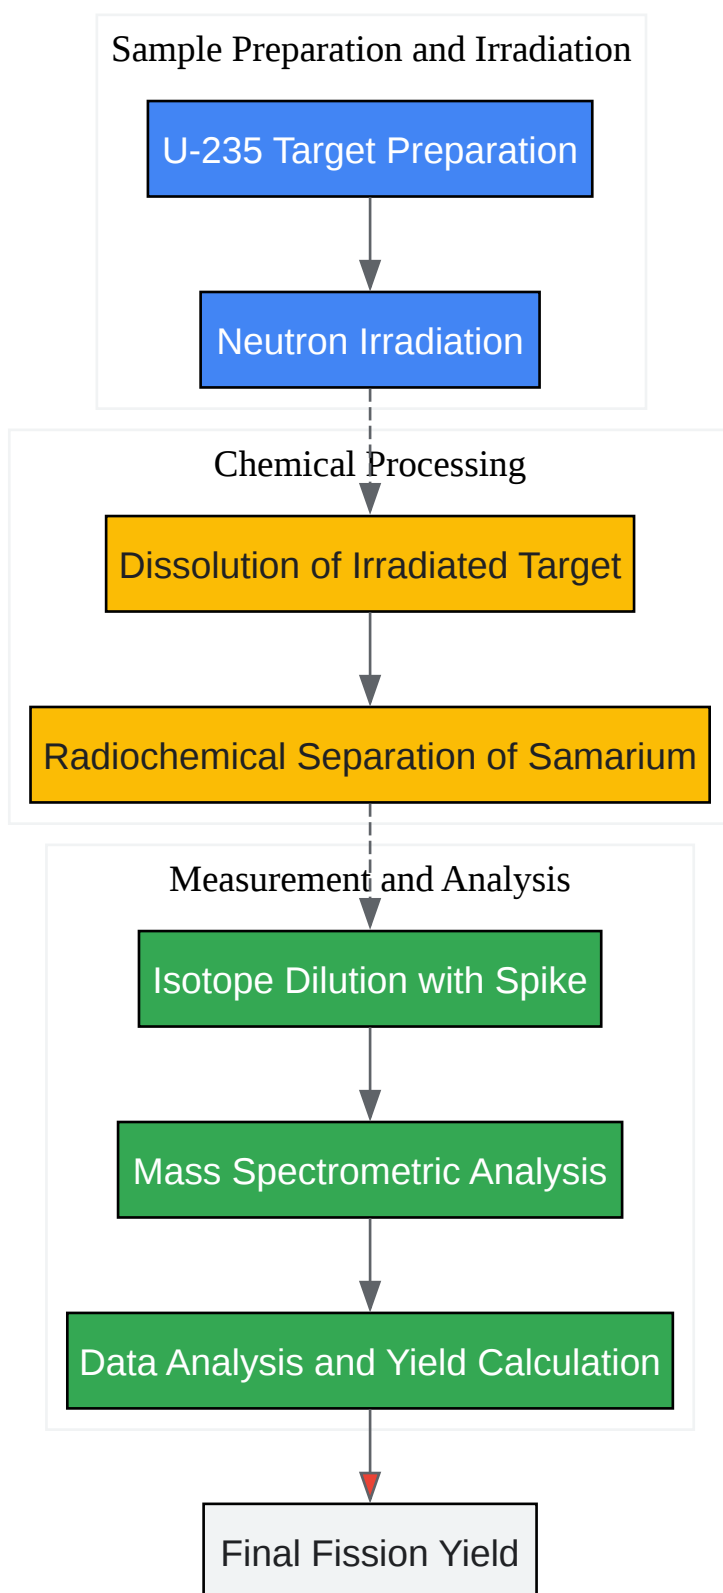 Sample Preparation and Irradiation
U-235 Target Preparation
Neutron Irradiation
Chemical Processing
Dissolution of Irradiated Target
Radiochemical Separation of Samarium
Measurement and Analysis
Isotope Dilution with Spike
Mass Spectrometric Analysis
Data Analysis and Yield Calculation
Final Fission Yield